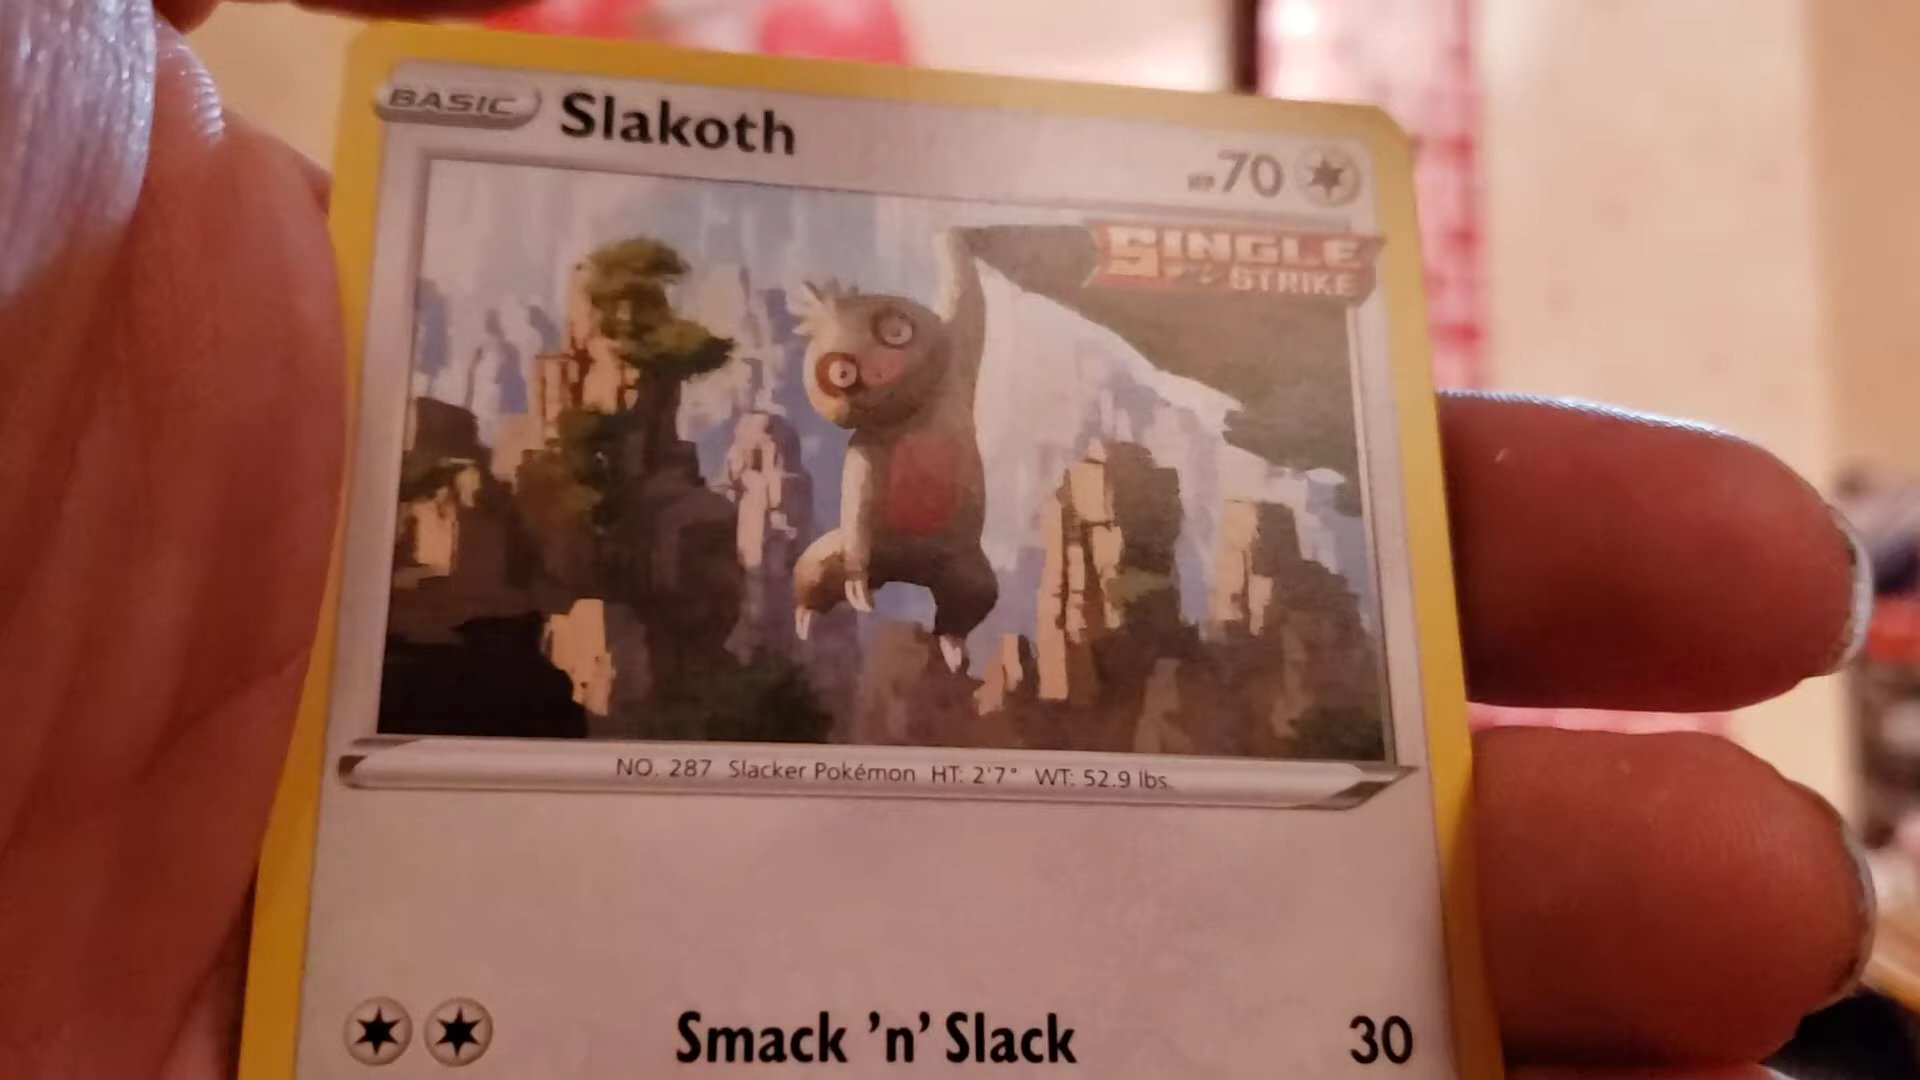 BASIC Slakoth HP 70
SINGLE
STRIKE
NO. 287 Slacker Pokémon HT: 2'7" WT: 52.9 lbs.
Smack 'n' Slack 30